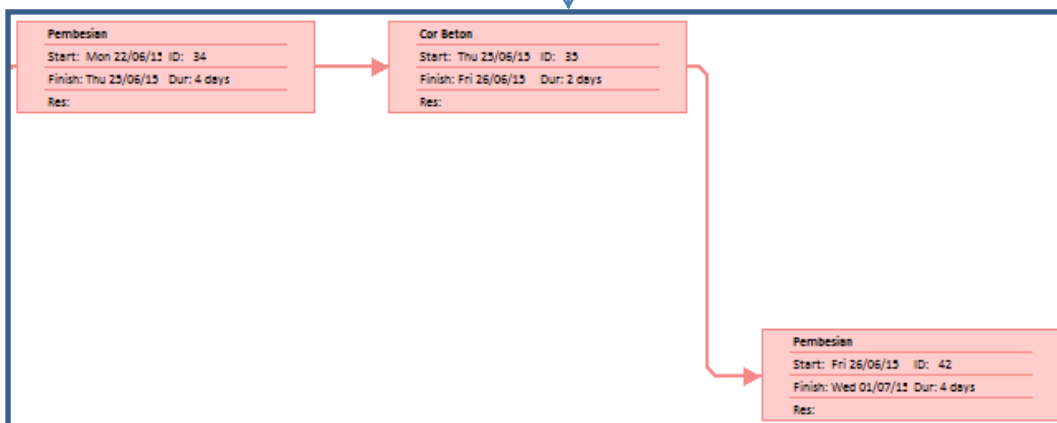 Pembesian
Start: Mon 22/06/15 ID: 34
Finish: Thu 25/06/15 Dur: 4 days
Res:
Cor Beton
Start: Thu 25/06/15 ID: 35
Finish: Fri 26/06/15 Dur: 2 days
Res:
Pembesian
Start: Fri 26/06/15 ID: 42
Finish: Wed 01/07/15 Dur: 4 days
Res: